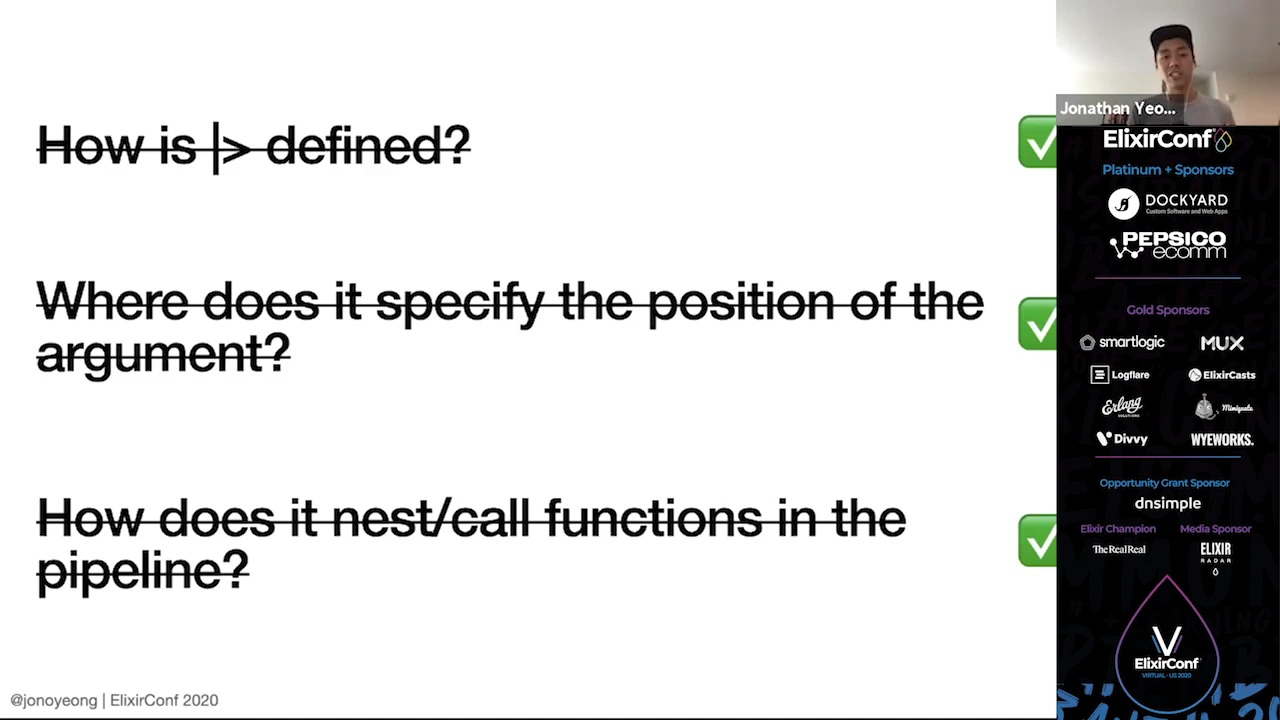 How is |> defined?
Where does it specify the position of the
argument?
How does it nest/call functions in the
pipeline?
@jonoyeong | ElixirConf 2020
Jonathan Yeo...
ElixirConf
Platinum + Sponsors
DOCKYARD
Custom Software and Web Apps
PEPSICO
ecomm
Gold Sponsors
smartlogic
MUX
Logflare
ElixirCasts
Erlang
SOLUTIONS
Miniquate
Divvy
WYEWORKS.
Opportunity Grant Sponsor
dnsimple
Elixir Champion
Media Sponsor
TheRealReal
ELIXIR
RADAR
ElixirConf
VIRTUAL · US 2020